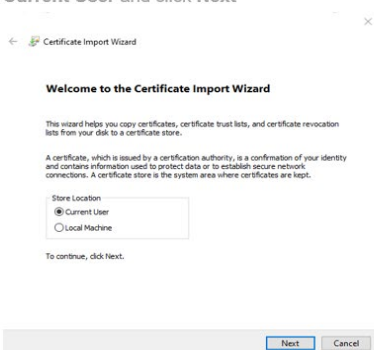 Current User and click Next
Certificate Import Wizard
Welcome to the Certificate Import Wizard
This wizard helps you copy certificates, certificate trust lists, and certificate revocation
lists from your disk to a certificate store.
A certificate, which is issued by a certification authority, is a confirmation of your identity
and contains information used to protect data or to establish secure network
connections. A certificate store is the system area where certificates are kept.
Store Location
Current User
Local Machine
To continue, click Next.
Next Cancel